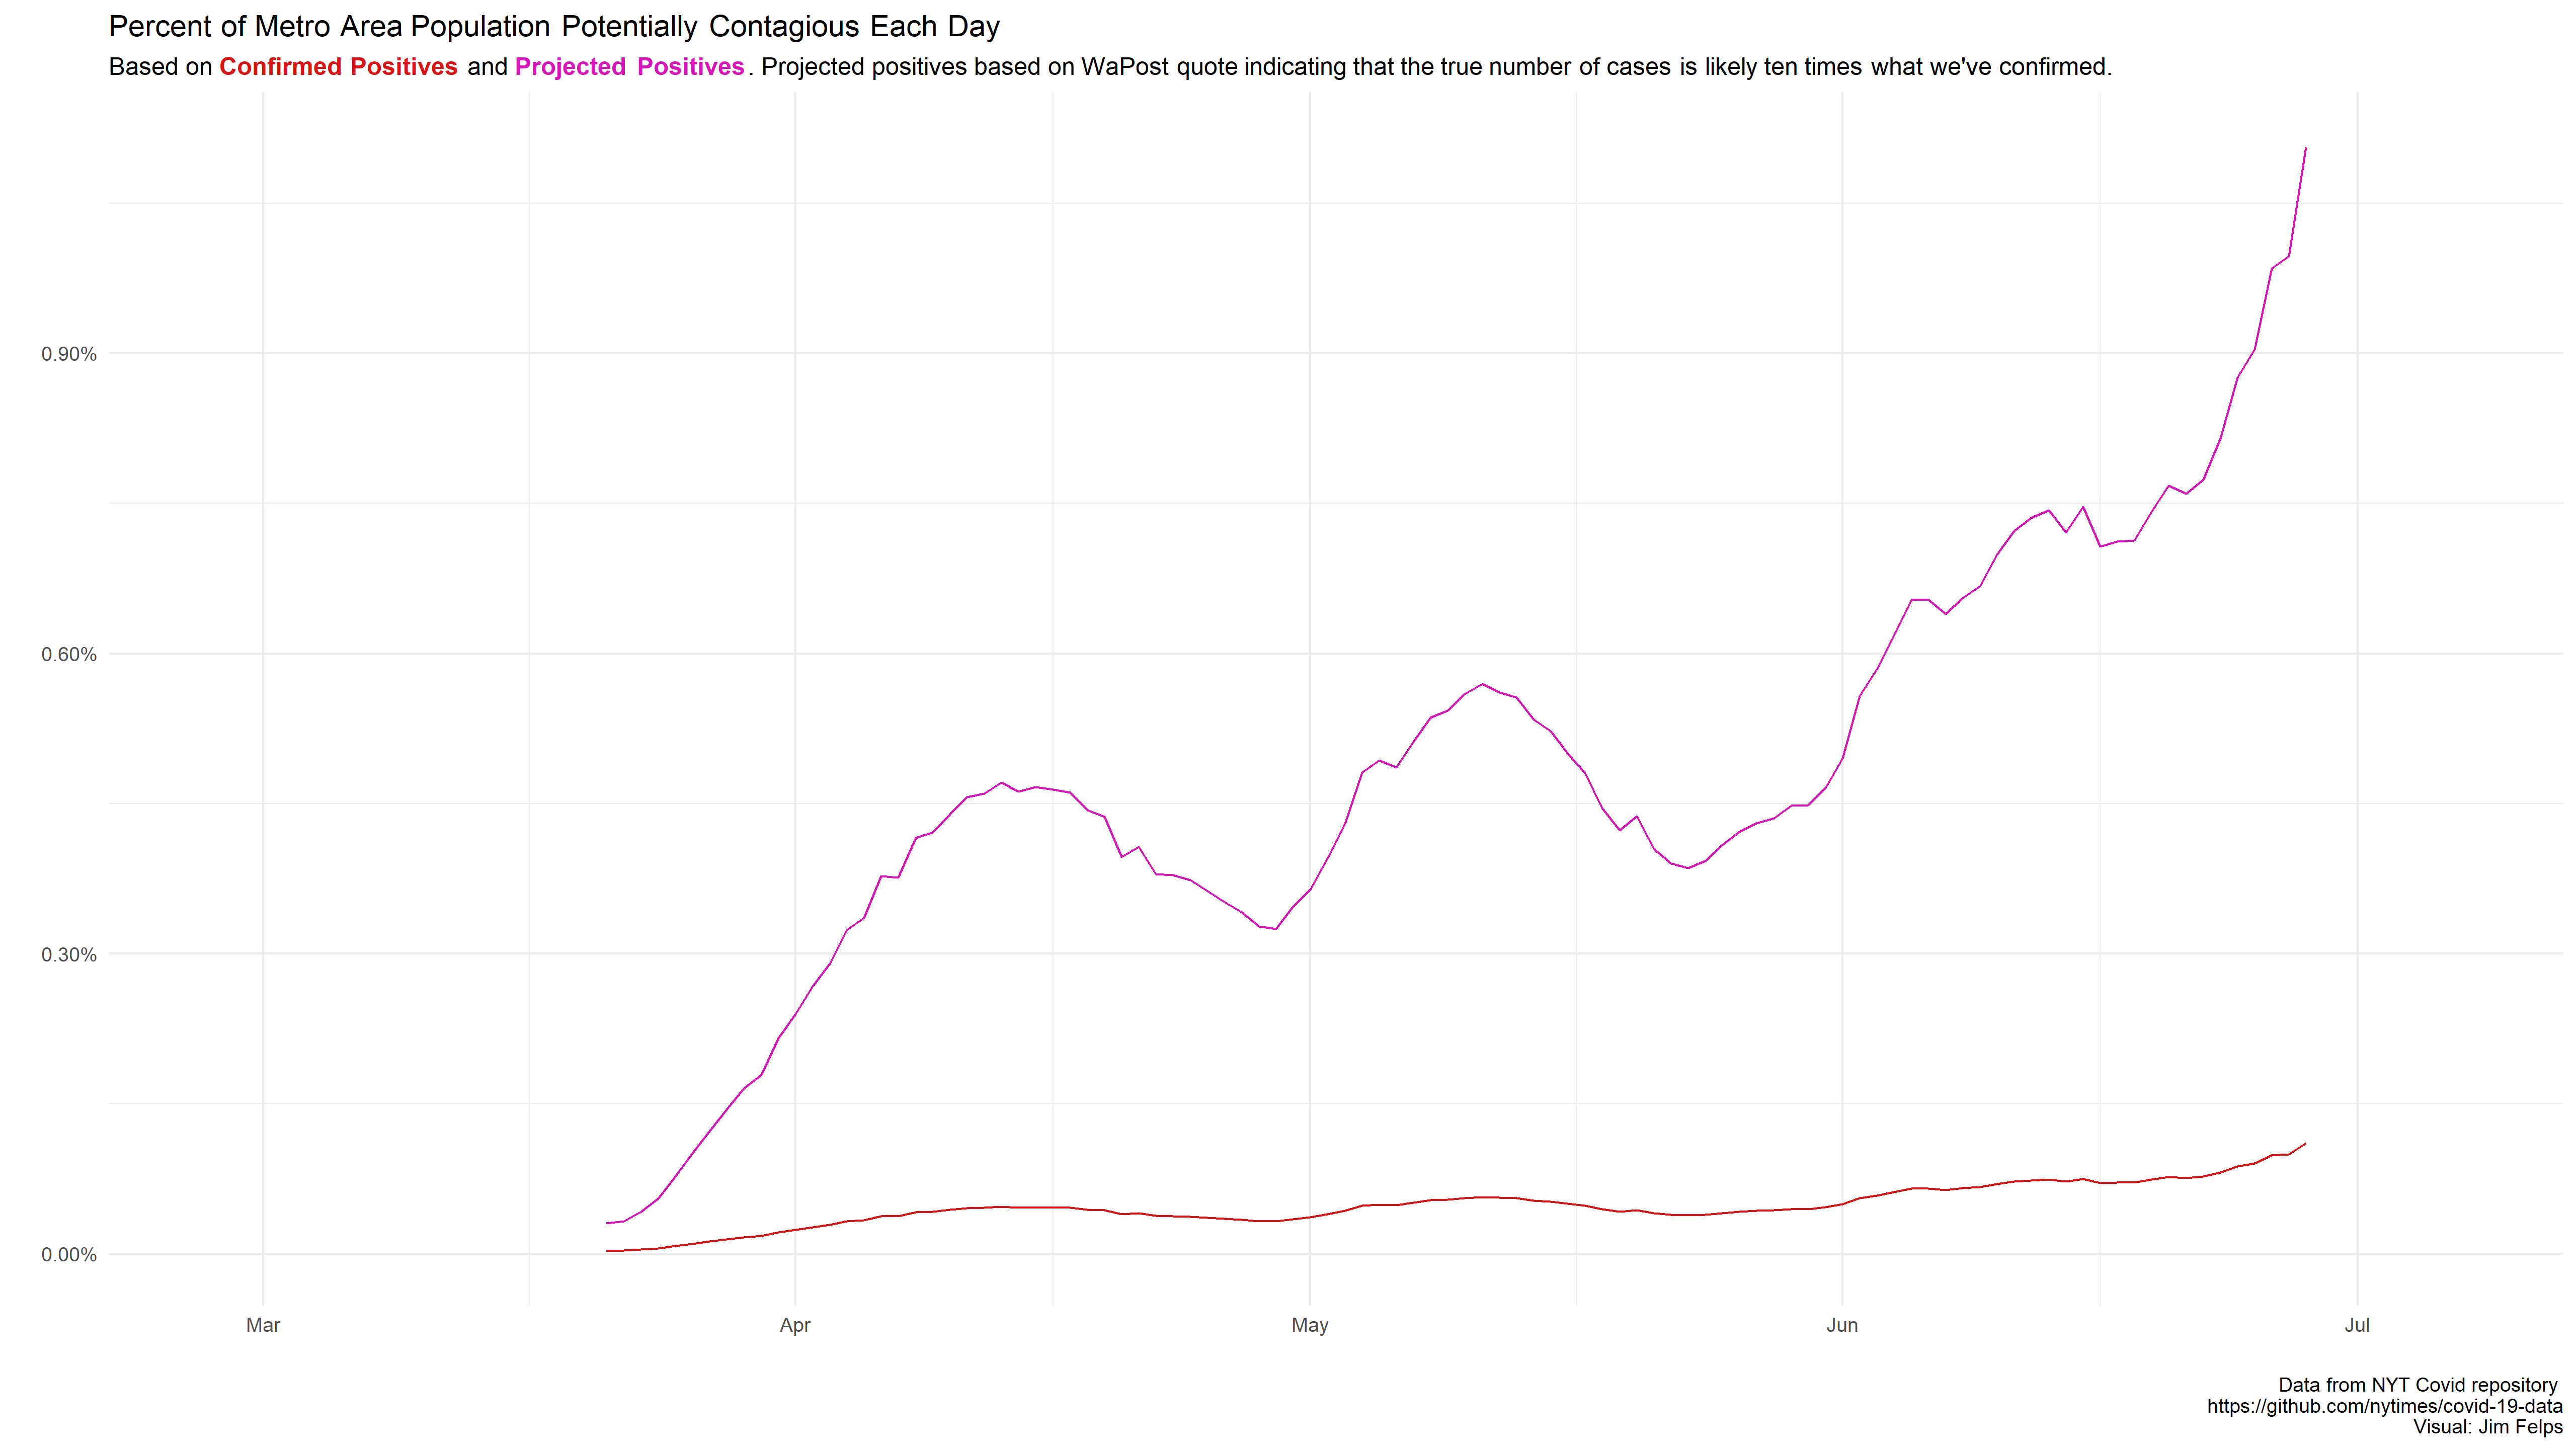 Percent of Metro Area Population Potentially Contagious Each Day
Based on Confirmed Positives and Projected Positives. Projected positives based on WaPost quote indicating that the true number of cases is likely ten times what we've confirmed.
0.90%
0.60%
0.30%
0.00%
Mar Apr May Jun Jul
Data from NYT Covid repository
https://github.com/nytimes/covid-19-data
Visual: Jim Felps